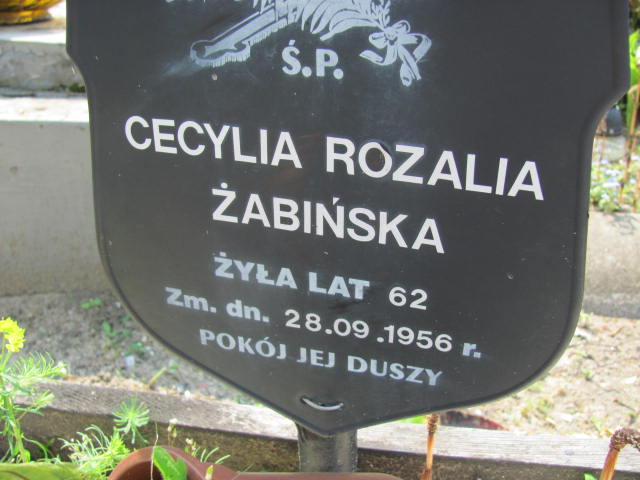 Ś.P.
CECYLIA ROZALIA
ŻABIŃSKA
ŻYŁA LAT 62
Zm. dn. 28.09.1956 r.
POKÓJ JEJ DUSZY